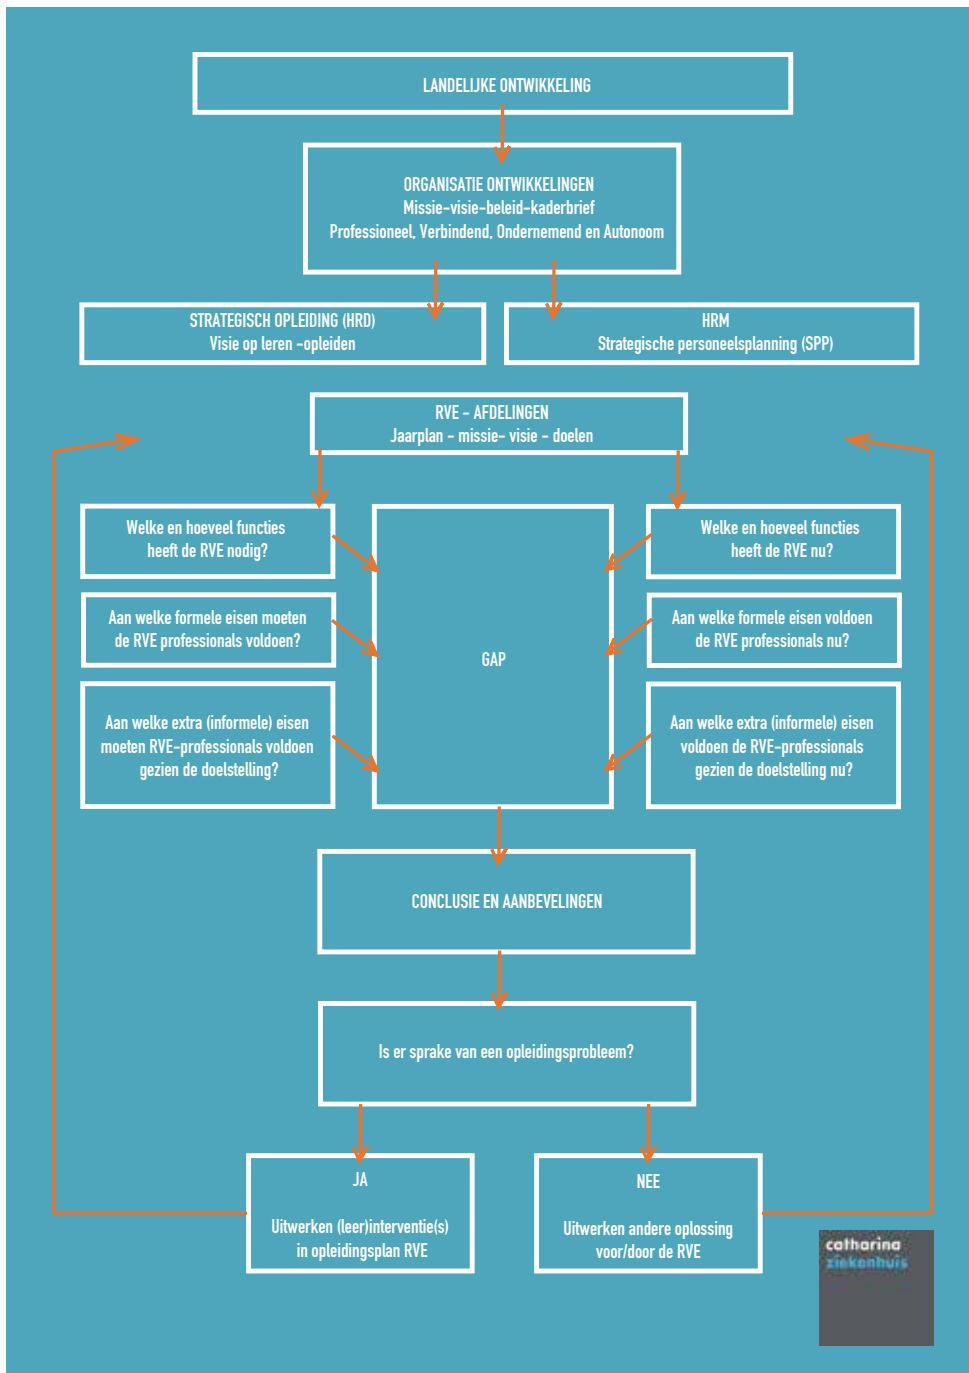 LANDELIJKE ONTWIKKELING
ORGANISATIE ONTWIKKELINGEN
Missie-visie-beleid-kaderbrief
Professioneel, Verbindend, Ondernemend en Autonoom
STRATEGISCH OPLEIDING (HRD)
Visie op leren -opleiden
HRM
Strategische personeelsplanning (SPP)
RVE - AFDELINGEN
Jaarplan - missie- visie - doelen
Welke en hoeveel functies
heeft de RVE nodig?
Aan welke formele eisen moeten
de RVE professionals voldoen?
Aan welke extra (informele) eisen
moeten RVE-professionals voldoen
gezien de doelstelling?
GAP
Welke en hoeveel functies
heeft de RVE nu?
Aan welke formele eisen voldoen
de RVE professionals nu?
Aan welke extra (informele) eisen
voldoen de RVE-professionals
gezien de doelstelling nu?
CONCLUSIE EN AANBEVELINGEN
Is er sprake van een opleidingsprobleem?
JA
Uitwerken (leer)interventie(s)
in opleidingsplan RVE
NEE
Uitwerken andere oplossing
voor/door de RVE
catharina
ziekenhuis